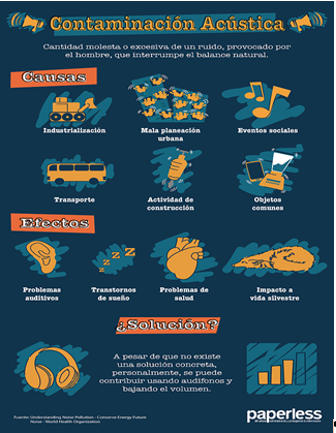 Contaminación Acústica
Cantidad molesta o excesiva de un ruido, provocado por
el hombre, que interrumpe el balance natural.
Causas
Industrialización
Mala planeación
urbana
Eventos sociales
Transporte
Actividad de
construcción
Objetos
comunes
Efectos
Problemas
auditivos
Transtornos
de sueño
Problemas de
salud
Impacto a
vida silvestre
zzzz
¿Solución?
A pesar de que no existe
una solución concreta,
personalmente, se puede
contribuir usando audífonos y
bajando el volumen.
Fuente: Understanding Noise Pollution - Conserve Energy Future
Noise - World Health Organization
paperless